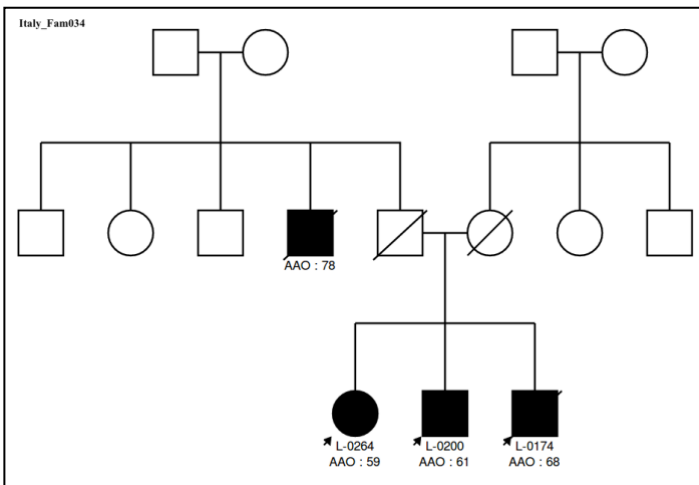 Italy_Fam034
AAO : 78
L-0264
AAO : 59
L-0200
AAO : 61
L-0174
AAO : 68